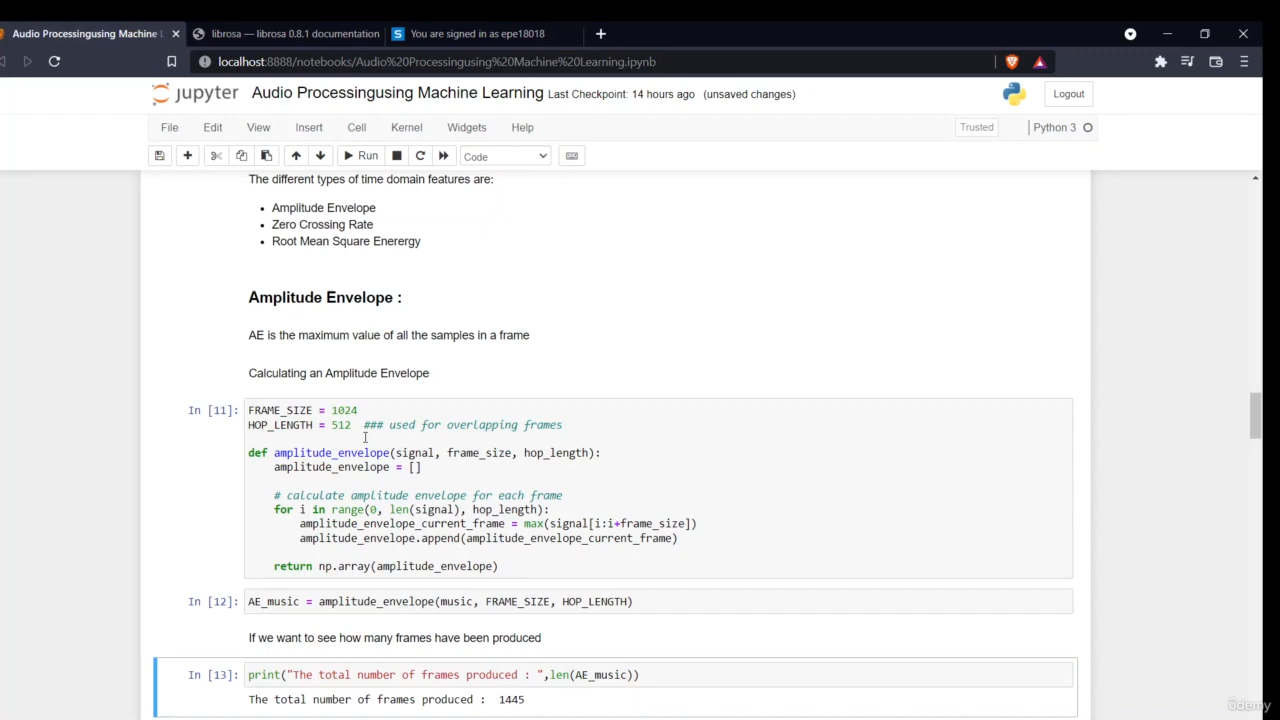 Audio Processingusing Machine L
librosa — librosa 0.8.1 documentation
S You are signed in as epe18018
localhost:8888/notebooks/Audio%20Processingusing%20Machine%20Learning.ipynb
jupyter Audio Processingusing Machine Learning Last Checkpoint: 14 hours ago (unsaved changes)
Logout
File Edit View Insert Cell Kernel Widgets Help
Trusted
Python 3
Run
Code
The different types of time domain features are:
• Amplitude Envelope
• Zero Crossing Rate
• Root Mean Square Enerergy
Amplitude Envelope :
AE is the maximum value of all the samples in a frame
Calculating an Amplitude Envelope
In [11]: FRAME_SIZE = 1024
HOP_LENGTH = 512 ### used for overlapping frames
def amplitude_envelope(signal, frame_size, hop_length):
amplitude_envelope = []
# calculate amplitude envelope for each frame
for i in range(0, len(signal), hop_length):
amplitude_envelope_current_frame = max(signal[i:i+frame_size])
amplitude_envelope.append(amplitude_envelope_current_frame)
return np.array(amplitude_envelope)
In [12]: AE_music = amplitude_envelope(music, FRAME_SIZE, HOP_LENGTH)
If we want to see how many frames have been produced
In [13]: print("The total number of frames produced : ",len(AE_music))
The total number of frames produced : 1445
ûdemy